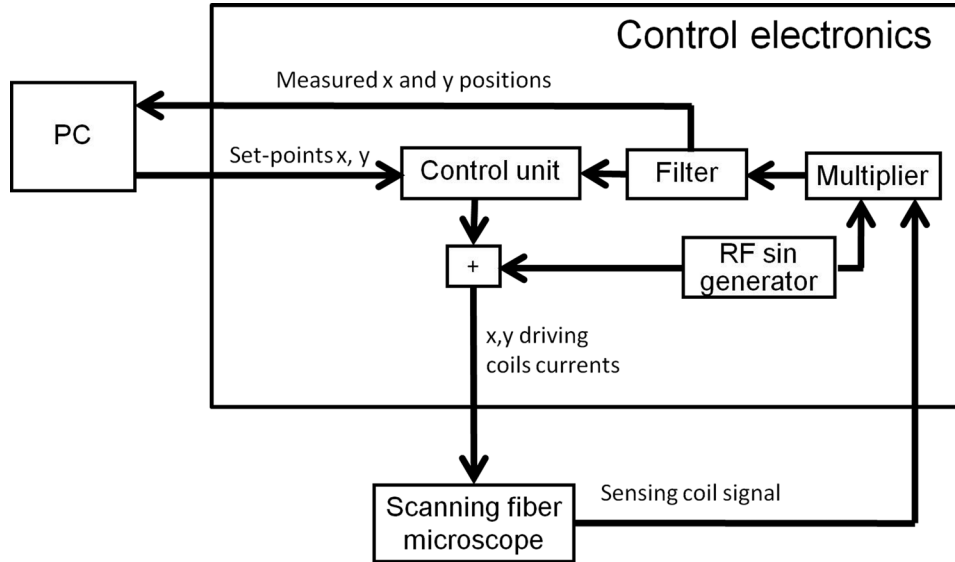 Control electronics
Measured x and y positions
PC
Set-points x, y
Control unit
Filter
Multiplier
+
RF sin
generator
x,y driving
coils currents
Scanning fiber
microscope
Sensing coil signal